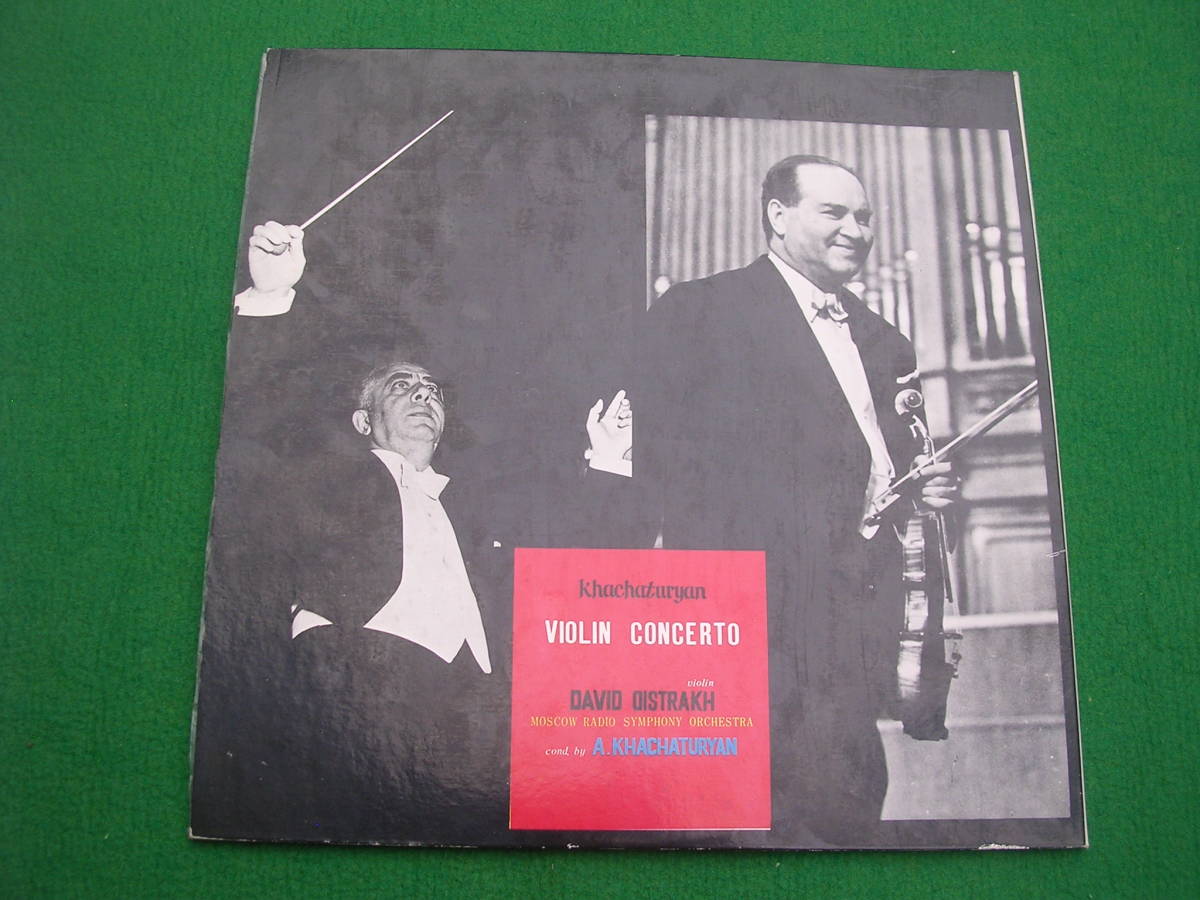 Khachaturyan
VIOLIN CONCERTO
violin
DAVID OISTRAKH
MOSCOW RADIO SYMPHONY ORCHESTRA
cond. by A.KHACHATURYAN